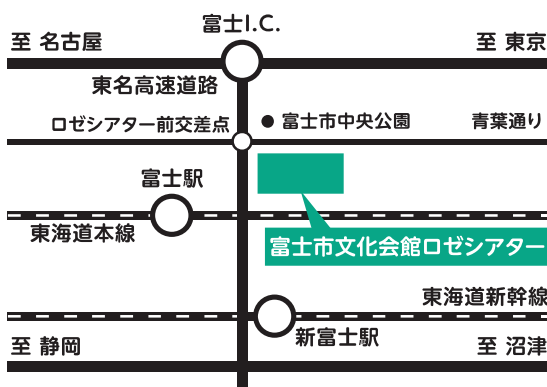 富士I.C.
至 名古屋
至 東京
東名高速道路
ロゼシアター前交差点
富士市中央公園
青葉通り
富士駅
東海道本線
富士市文化会館ロゼシアター
東海道新幹線
新富士駅
至 静岡
至 沼津